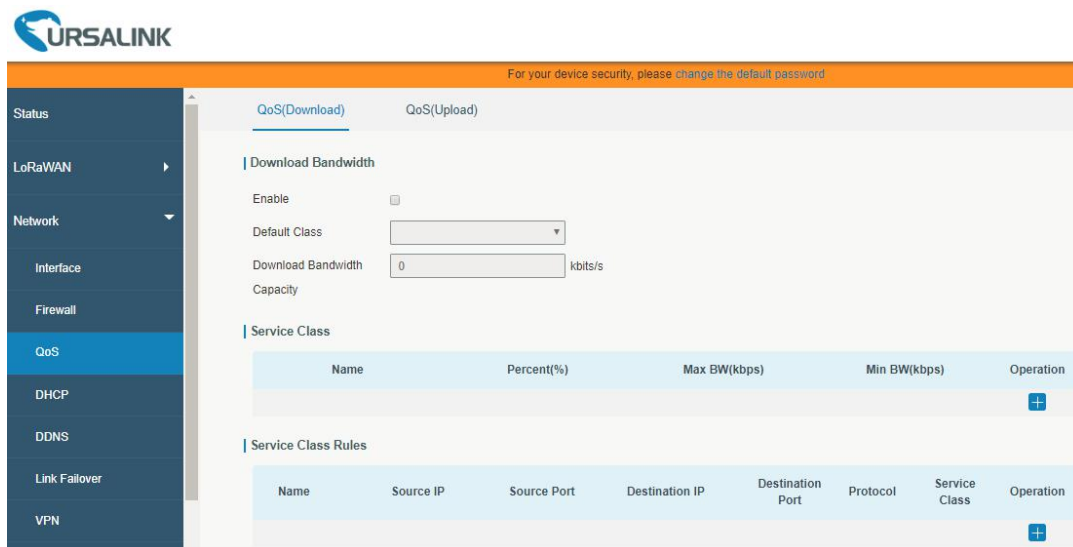 URSALINK
For your device security, please change the default password
Status
LoRaWAN
Network
Interface
Firewall
QoS
DHCP
DDNS
Link Failover
VPN
QoS(Download) QoS(Upload)
Download Bandwidth
Enable
Default Class
Download Bandwidth 0 kbits/s
Capacity
Service Class
Name Percent(%) Max BW(kbps) Min BW(kbps) Operation
Service Class Rules
Name Source IP Source Port Destination IP Destination Port Protocol Service Class Operation